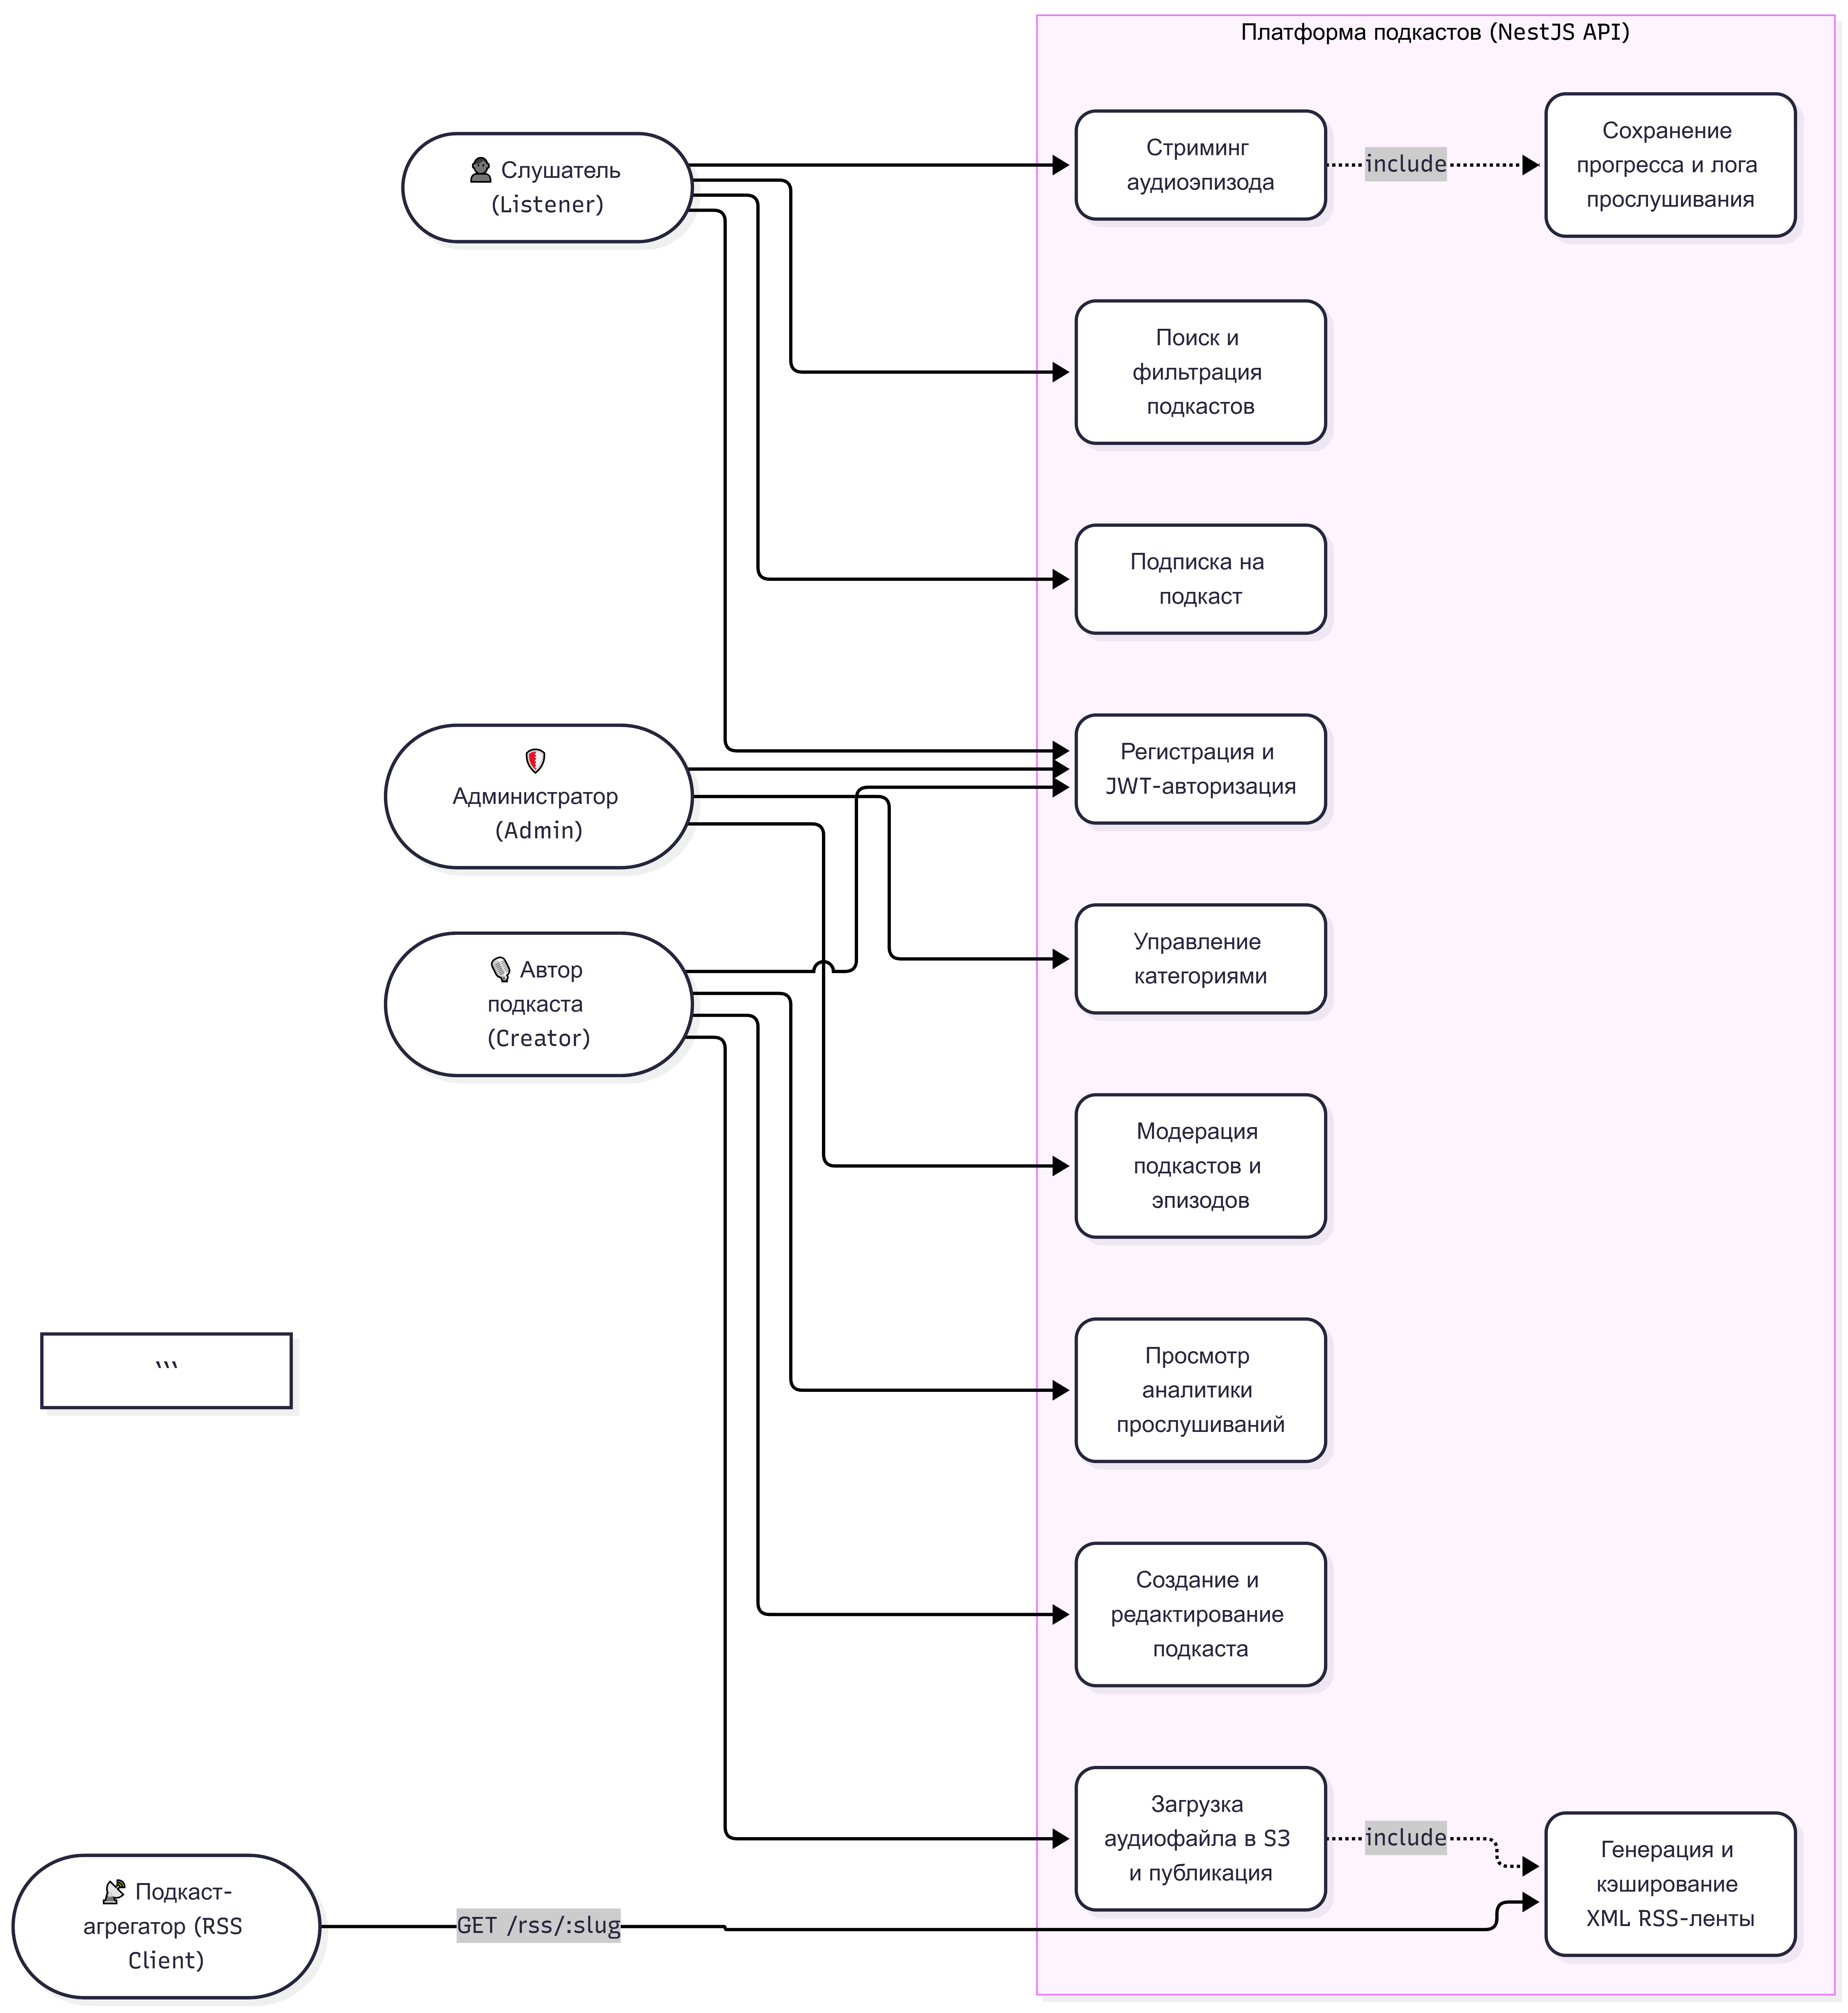 Платформа подкастов (NestJS API)
Слушатель
(Listener)
Стриминг
аудиоэпизода
include
Сохранение
прогресса и лога
прослушивания
Поиск и
фильтрация
подкастов
Подписка на
подкаст
Администратор
(Admin)
Регистрация и
JWT-авторизация
Автор
подкаста
(Creator)
Управление
категориями
Модерация
подкастов и
эпизодов
```
Просмотр
аналитики
прослушиваний
Создание и
редактирование
подкаста
Загрузка
аудиофайла в S3
и публикация
include
Генерация и
кэширование
XML RSS-ленты
Подкаст-
агрегатор (RSS
Client)
GET /rss/:slug